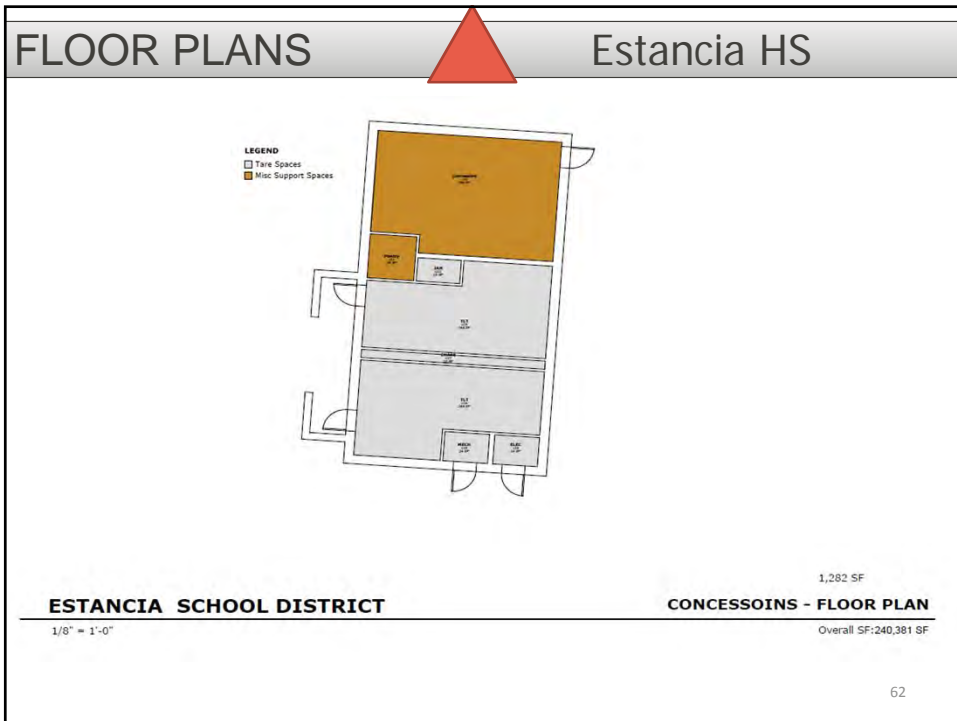 FLOOR PLANS
Estancia HS
LEGEND
Tare Spaces
Misc Support Spaces
JAN
TLT
TLT
MECH
ELEC
1,282 SF
ESTANCIA SCHOOL DISTRICT
CONCESSOINS - FLOOR PLAN
1/8" = 1'-0"
Overall SF:240,381 SF
62